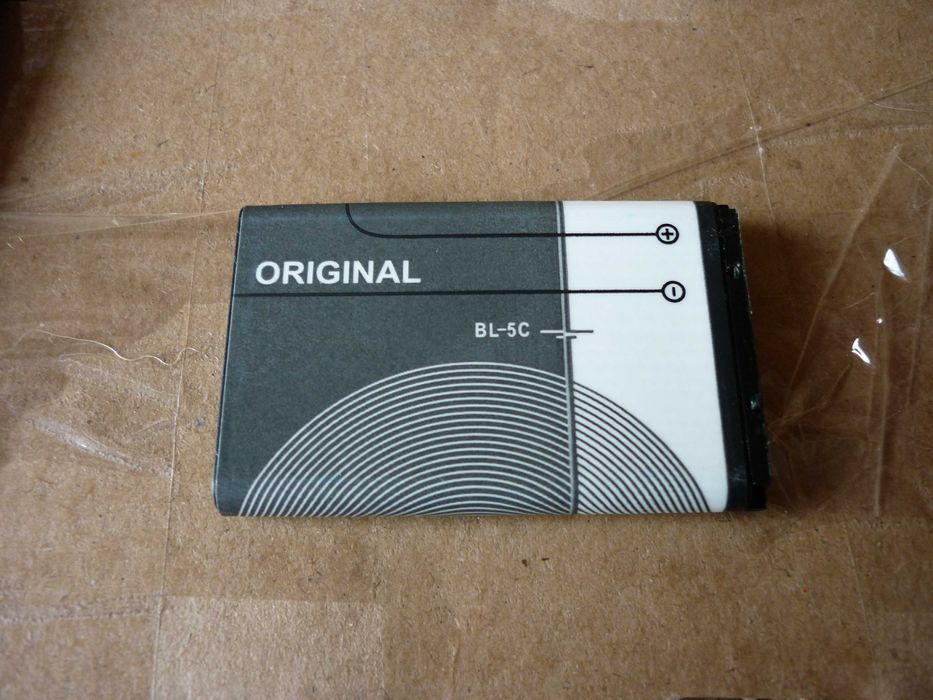 +
ORIGINAL
-
BL-5C